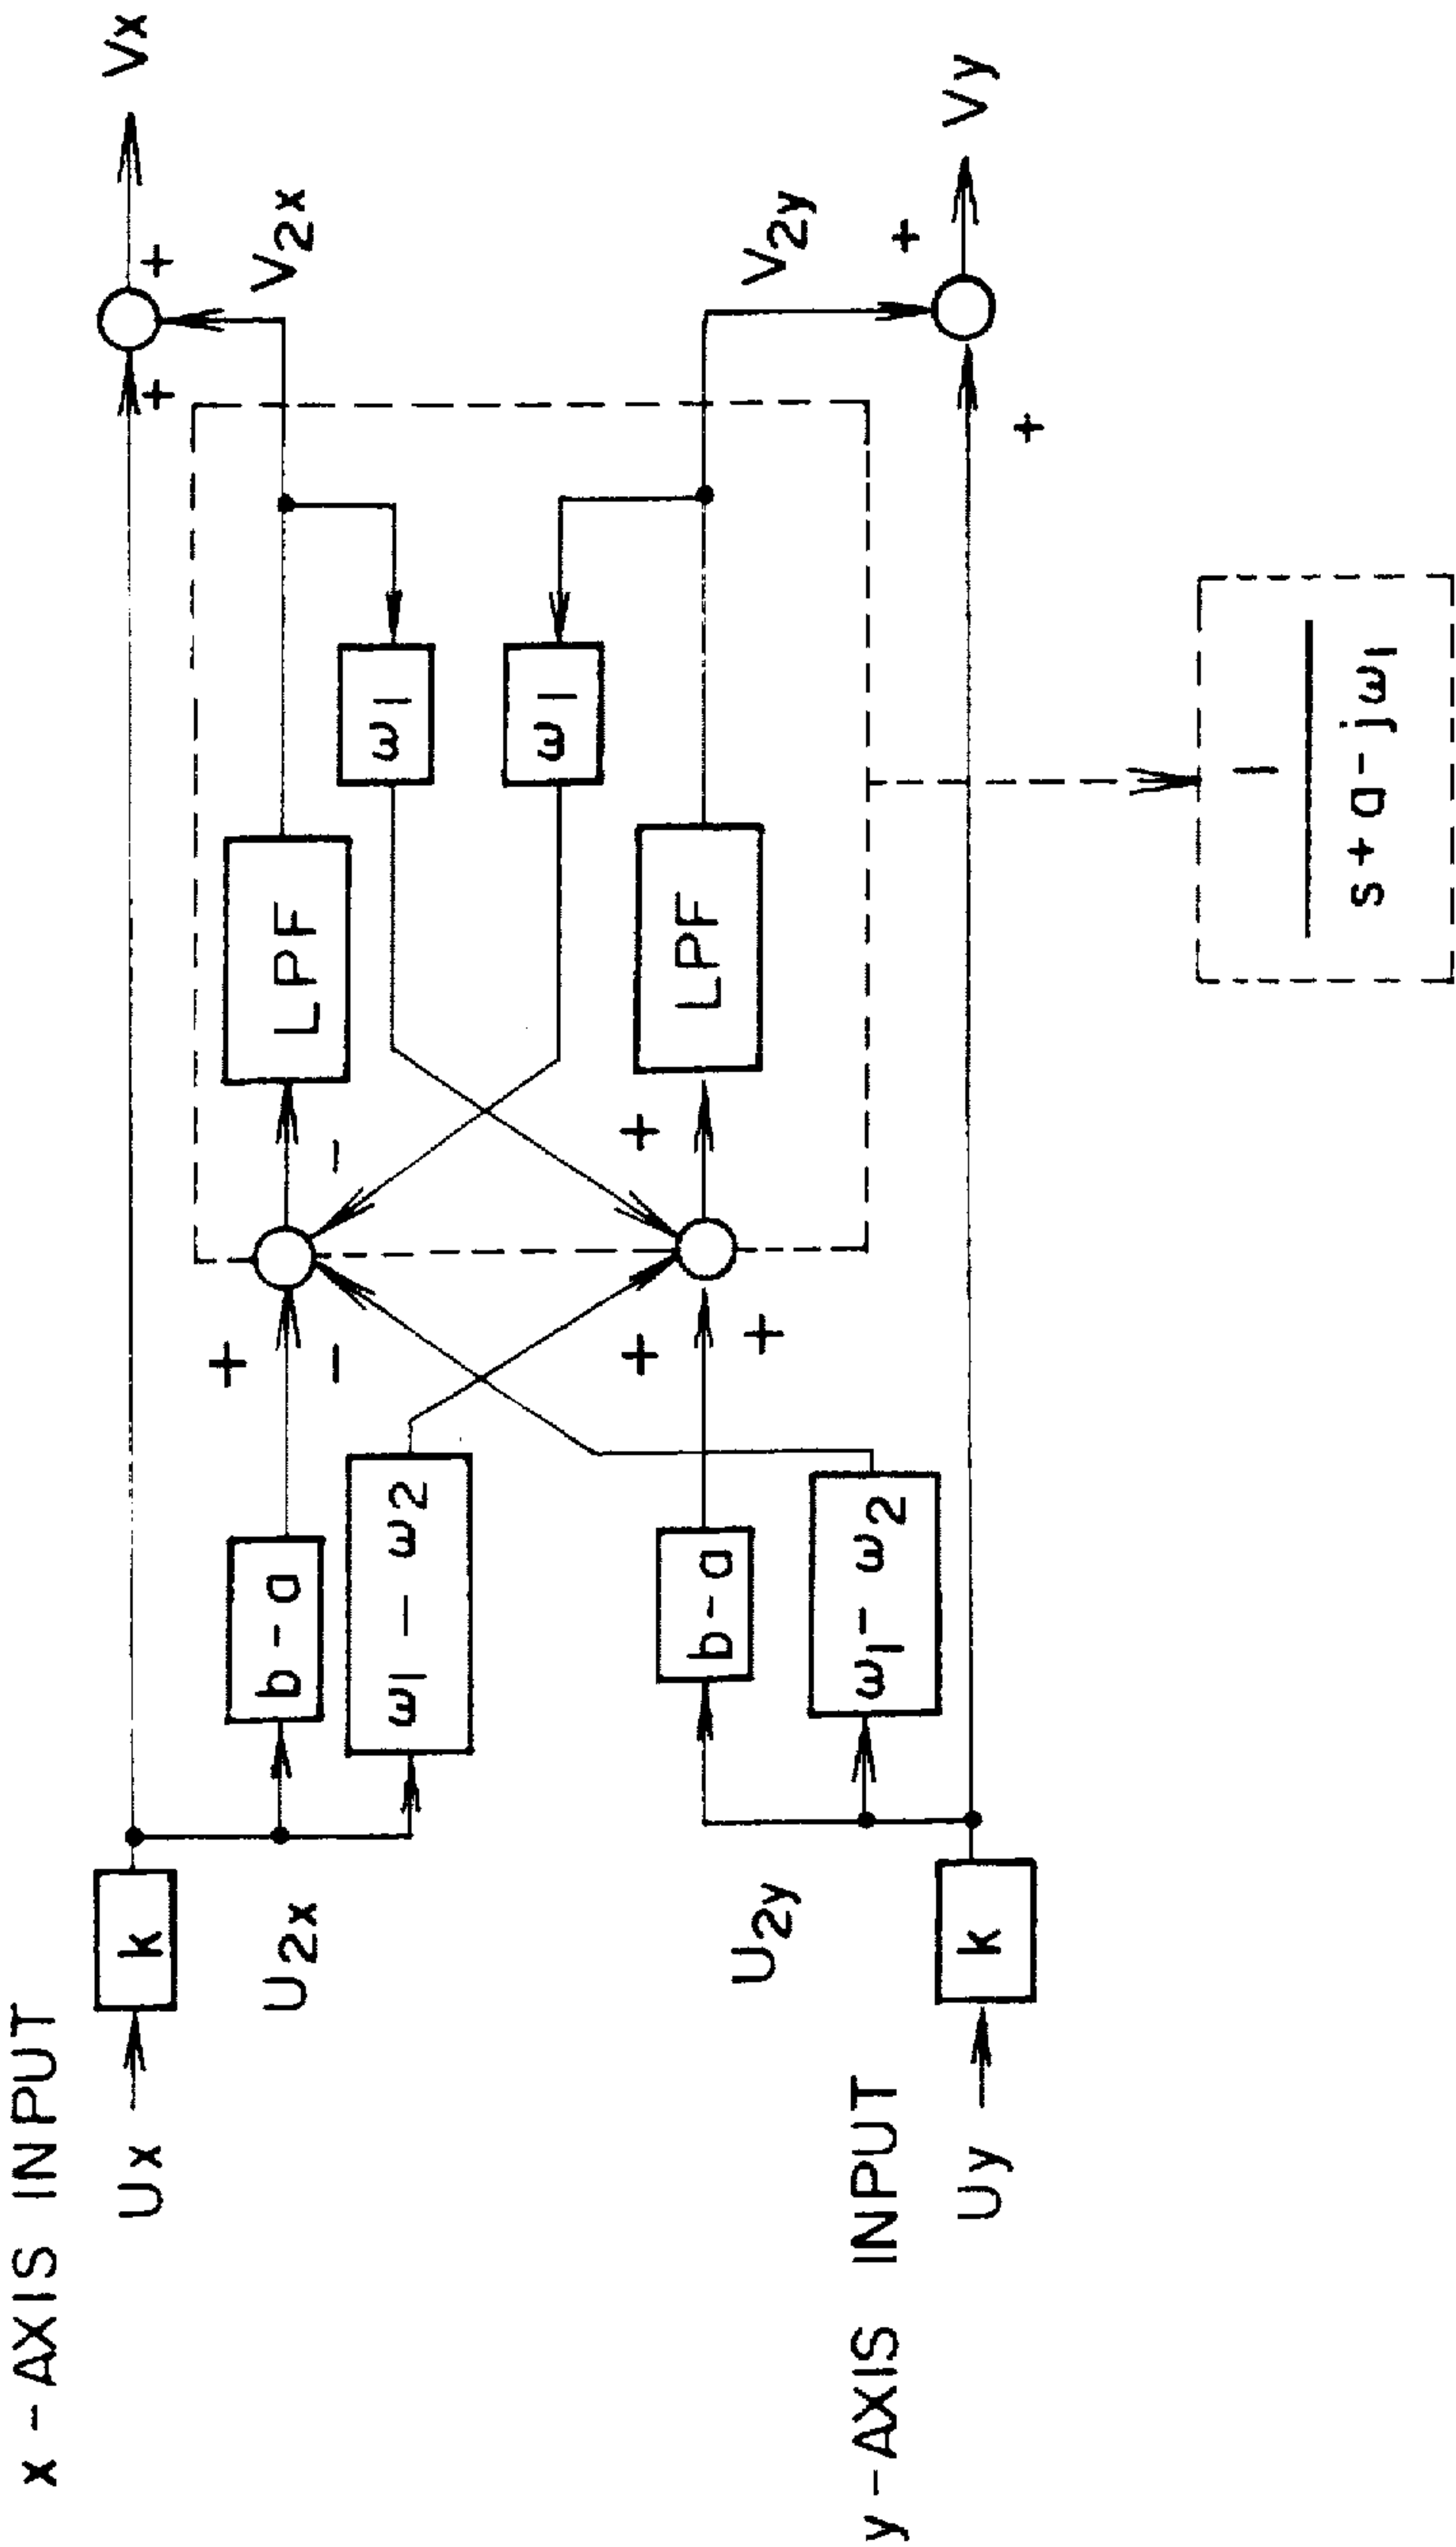 x-AXIS INPUT
Ux
k
U2x
b-a
ω1-ω2
+
-
-
LPF
ω1
ω1
V2x
+
+
Vx
y-AXIS INPUT
Uy
k
U2y
b-a
ω1-ω2
+
+
+
LPF
V2y
+
+
Vy
1
s+a-jω1